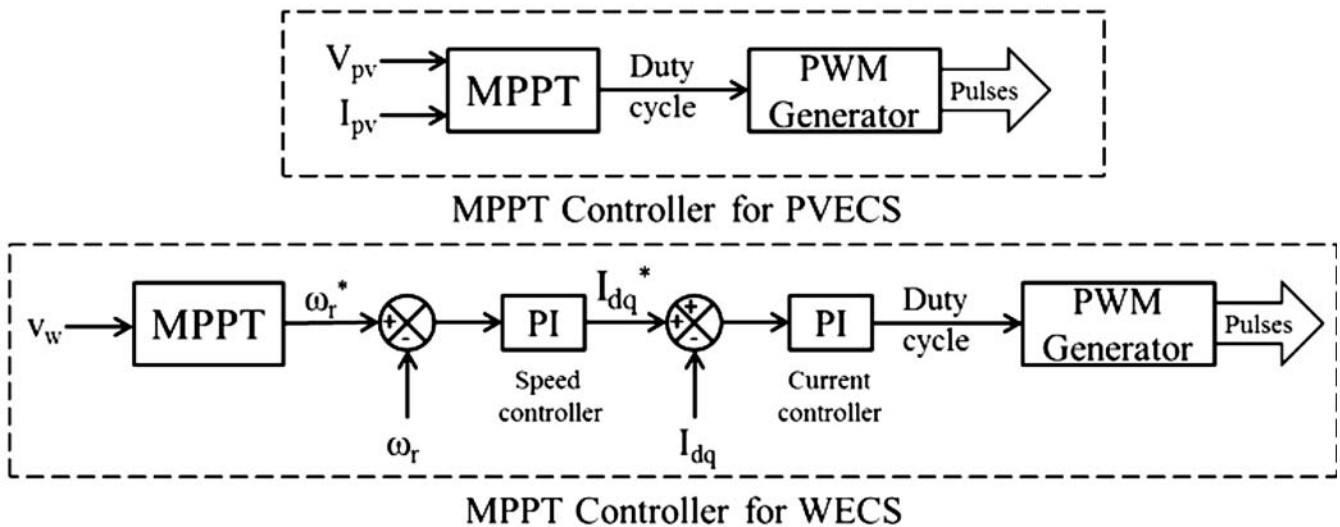 V_pv
I_pv
MPPT
Duty
cycle
PWM
Generator
Pulses
MPPT Controller for PVECS
v_w
MPPT
ω_r*
+
-
ω_r
PI
Speed
controller
I_dq*
+
+
-
I_dq
PI
Current
controller
Duty
cycle
PWM
Generator
Pulses
MPPT Controller for WECS